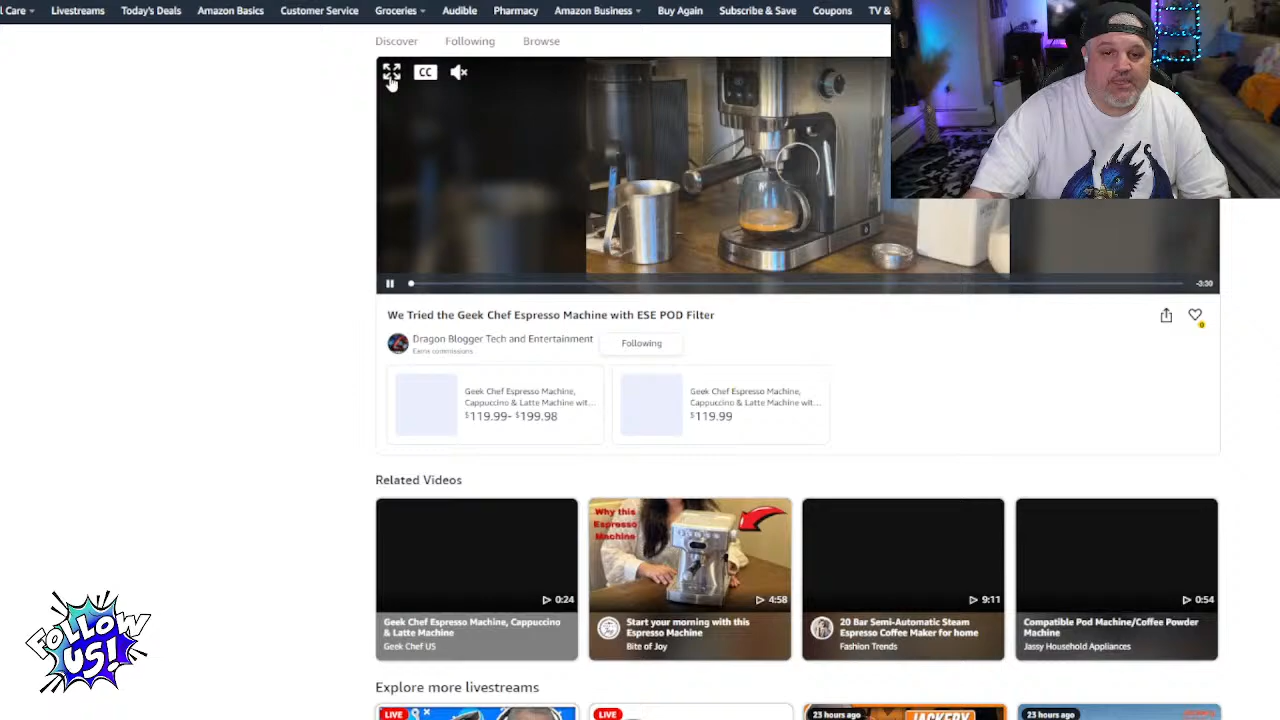 l Care Livestreams Today's Deals Amazon Basics Customer Service Groceries Audible Pharmacy Amazon Business Buy Again Subscribe & Save Coupons TV &
Discover Following Browse
CC
-3:30
We Tried the Geek Chef Espresso Machine with ESE POD Filter
0
Dragon Blogger Tech and Entertainment
Earns commissions
Following
Geek Chef Espresso Machine,
Cappuccino & Latte Machine wit...
$119.99- $199.98
Geek Chef Espresso Machine,
Cappuccino & Latte Machine wit...
$119.99
Related Videos
0:24
Geek Chef Espresso Machine, Cappuccino
& Latte Machine
Geek Chef US
Why this
Espresso
Machine
4:58
Start your morning with this
Espresso Machine
Bite of Joy
9:11
20 Bar Semi-Automatic Steam
Espresso Coffee Maker for home
Fashion Trends
0:54
Compatible Pod Machine/Coffee Powder
Machine
Jassy Household Appliances
FOLLOW
US!
Explore more livestreams
LIVE
LIVE
23 hours ago
JACKERY
23 hours ago